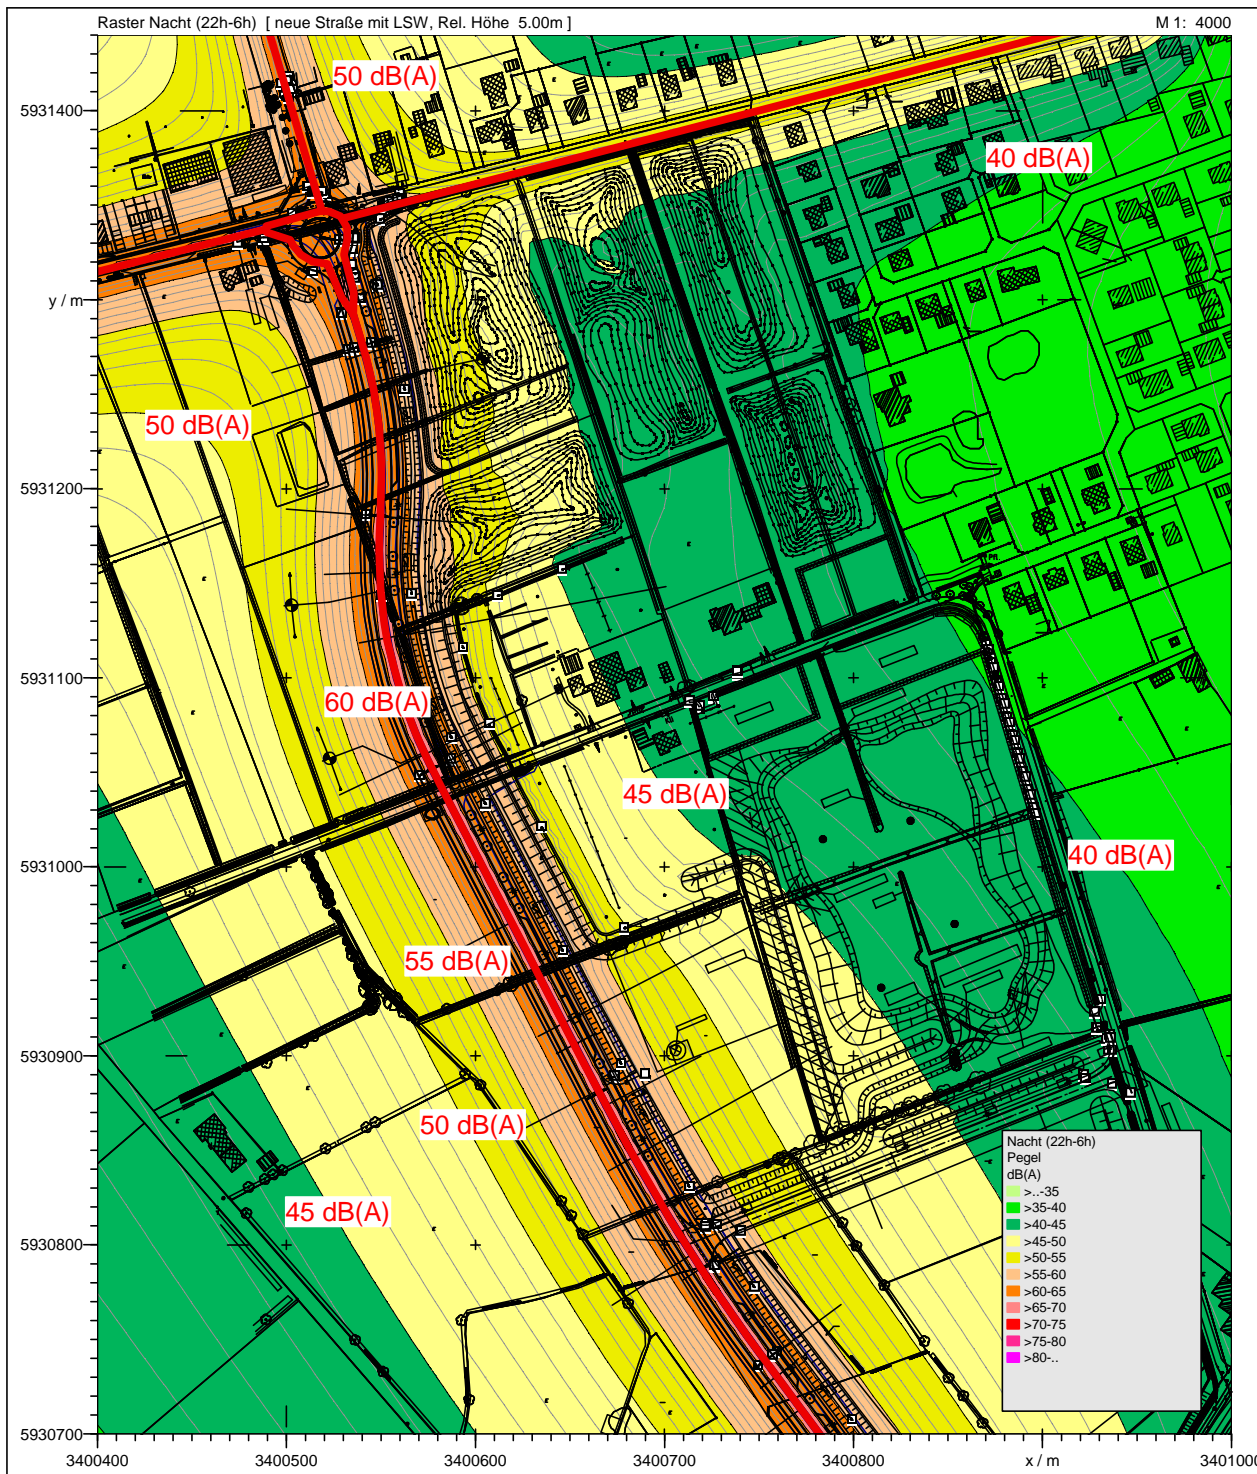 Raster Nacht (22h-6h) [ neue Straße mit LSW, Rel. Höhe 5.00m ]
M 1: 4000
50 dB(A)
5931400
40 dB(A)
y / m
50 dB(A)
5931200
5931100
60 dB(A)
45 dB(A)
5931000
40 dB(A)
55 dB(A)
5930900
50 dB(A)
Nacht (22h-6h)
Pegel
dB(A)
>..-35
>35-40
>40-45
>45-50
>50-55
>55-60
>60-65
>65-70
>70-75
>75-80
>80-..
45 dB(A)
5930800
5930700
3400400
3400500
3400600
3400700
3400800
x / m
3401000